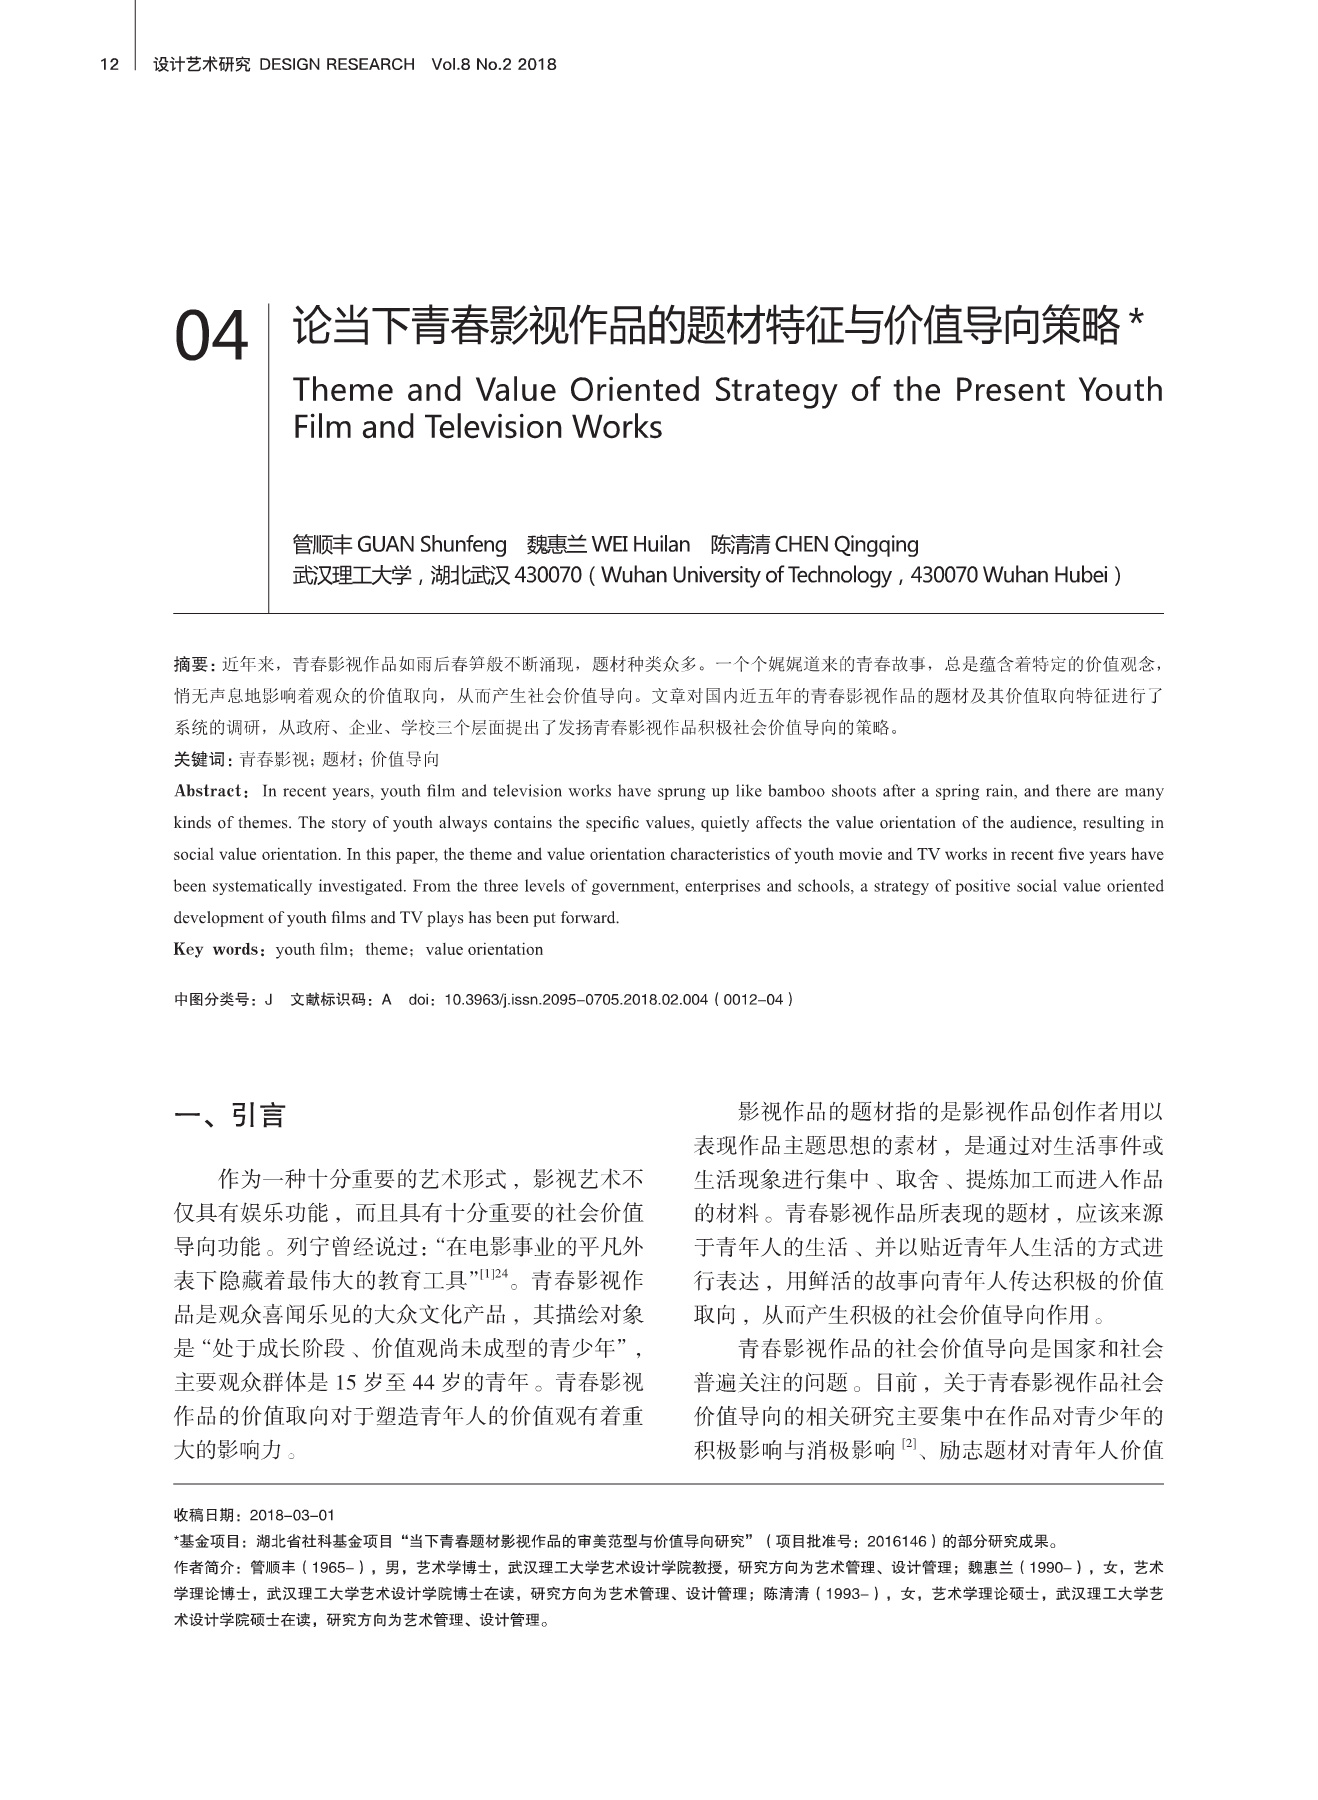 12 设计艺术研究 DESIGN RESEARCH Vol.8 No.2 2018
04
论当下青春影视作品的题材特征与价值导向策略*
Theme and Value Oriented Strategy of the Present Youth
Film and Television Works
管顺丰 GUAN Shunfeng 魏惠兰 WEI Huilan 陈清清 CHEN Qingqing
武汉理工大学，湖北武汉 430070（Wuhan University of Technology，430070 Wuhan Hubei）
摘要：近年来，青春影视作品如雨后春笋般不断涌现，题材种类众多。一个个娓娓道来的青春故事，总是蕴含着特定的价值观念，
悄无声息地影响着观众的价值取向，从而产生社会价值导向。文章对国内近五年的青春影视作品的题材及其价值取向特征进行了
系统的调研，从政府、企业、学校三个层面提出了发扬青春影视作品积极社会价值导向的策略。
关键词：青春影视；题材；价值导向
Abstract：In recent years, youth film and television works have sprung up like bamboo shoots after a spring rain, and there are many
kinds of themes. The story of youth always contains the specific values, quietly affects the value orientation of the audience, resulting in
social value orientation. In this paper, the theme and value orientation characteristics of youth movie and TV works in recent five years have
been systematically investigated. From the three levels of government, enterprises and schools, a strategy of positive social value oriented
development of youth films and TV plays has been put forward.
Key words：youth film；theme；value orientation
中图分类号：J 文献标识码：A doi：10.3963/j.issn.2095-0705.2018.02.004（0012-04）
一、引言
作为一种十分重要的艺术形式，影视艺术不
仅具有娱乐功能，而且具有十分重要的社会价值
导向功能。列宁曾经说过：“在电影事业的平凡外
表下隐藏着最伟大的教育工具”[1]24。青春影视作
品是观众喜闻乐见的大众文化产品，其描绘对象
是“处于成长阶段、价值观尚未成型的青少年”，
主要观众群体是 15 岁至 44 岁的青年。青春影视
作品的价值取向对于塑造青年人的价值观有着重
大的影响力。
影视作品的题材指的是影视作品创作者用以
表现作品主题思想的素材，是通过对生活事件或
生活现象进行集中、取舍、提炼加工而进入作品
的材料。青春影视作品所表现的题材，应该来源
于青年人的生活、并以贴近青年人生活的方式进
行表达，用鲜活的故事向青年人传达积极的价值
取向，从而产生积极的社会价值导向作用。
青春影视作品的社会价值导向是国家和社会
普遍关注的问题。目前，关于青春影视作品社会
价值导向的相关研究主要集中在作品对青少年的
积极影响与消极影响[2]、励志题材对青年人价值
收稿日期：2018-03-01
*基金项目：湖北省社科基金项目“当下青春题材影视作品的审美范型与价值导向研究”（项目批准号：2016146）的部分研究成果。
作者简介：管顺丰（1965-），男，艺术学博士，武汉理工大学艺术设计学院教授，研究方向为艺术管理、设计管理；魏惠兰（1990-），女，艺术
学理论博士，武汉理工大学艺术设计学院博士在读，研究方向为艺术管理、设计管理；陈清清（1993-），女，艺术学理论硕士，武汉理工大学艺
术设计学院硕士在读，研究方向为艺术管理、设计管理。